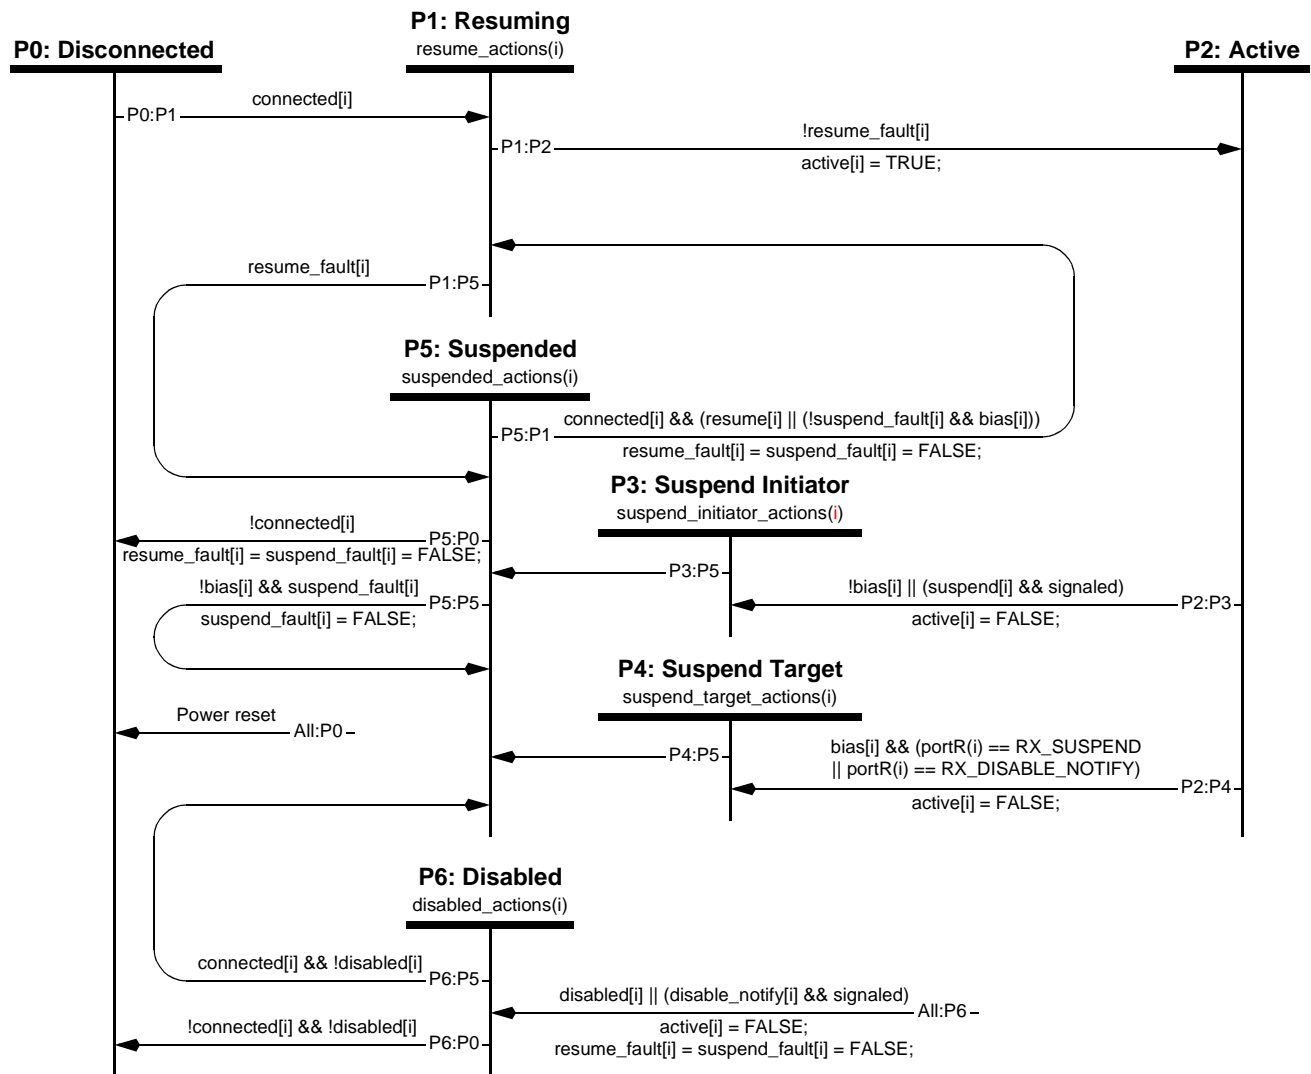 P1: Resuming
resume_actions(i)
P0: Disconnected
P2: Active
connected[i]
P0:P1
!resume_fault[i]
P1:P2
active[i] = TRUE;
resume_fault[i]
P1:P5
P5: Suspended
suspended_actions(i)
connected[i] && (resume[i] || (!suspend_fault[i] && bias[i]))
P5:P1
resume_fault[i] = suspend_fault[i] = FALSE;
P3: Suspend Initiator
suspend_initiator_actions(i)
!connected[i]
P5:P0
resume_fault[i] = suspend_fault[i] = FALSE;
P3:P5
!bias[i] && suspend_fault[i]
P5:P5
suspend_fault[i] = FALSE;
!bias[i] || (suspend[i] && signaled)
P2:P3
active[i] = FALSE;
P4: Suspend Target
suspend_target_actions(i)
Power reset
All:P0
P4:P5
bias[i] && (portR(i) == RX_SUSPEND
|| portR(i) == RX_DISABLE_NOTIFY)
P2:P4
active[i] = FALSE;
P6: Disabled
disabled_actions(i)
connected[i] && !disabled[i]
P6:P5
disabled[i] || (disable_notify[i] && signaled)
All:P6
active[i] = FALSE;
resume_fault[i] = suspend_fault[i] = FALSE;
!connected[i] && !disabled[i]
P6:P0